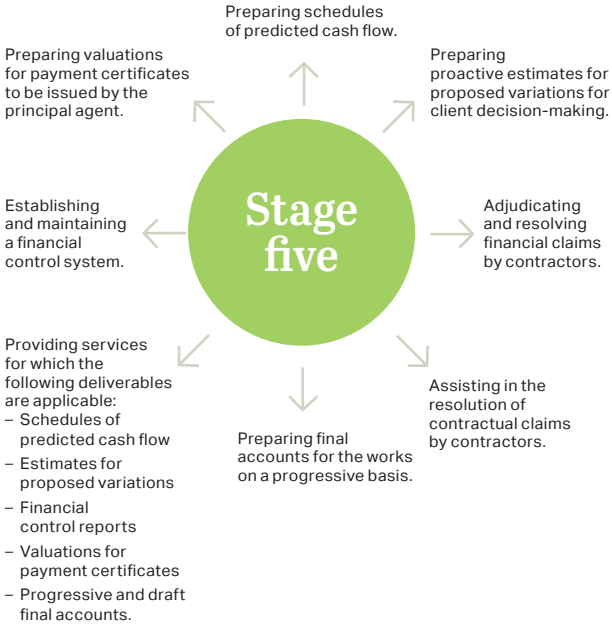 Preparing schedules
of predicted cash flow.
Preparing
proactive estimates for
proposed variations for
client decision-making.
Adjudicating
and resolving
financial claims
by contractors.
Assisting in the
resolution of
contractual claims
by contractors.
Preparing final
accounts for the works
on a progressive basis.
Providing services
for which the
following deliverables
are applicable:
– Schedules of
predicted cash flow
– Estimates for
proposed variations
– Financial
control reports
– Valuations for
payment certificates
– Progressive and draft
final accounts.
Establishing
and maintaining
a financial
control system.
Preparing valuations
for payment certificates
to be issued by the
principal agent.
Stage
five